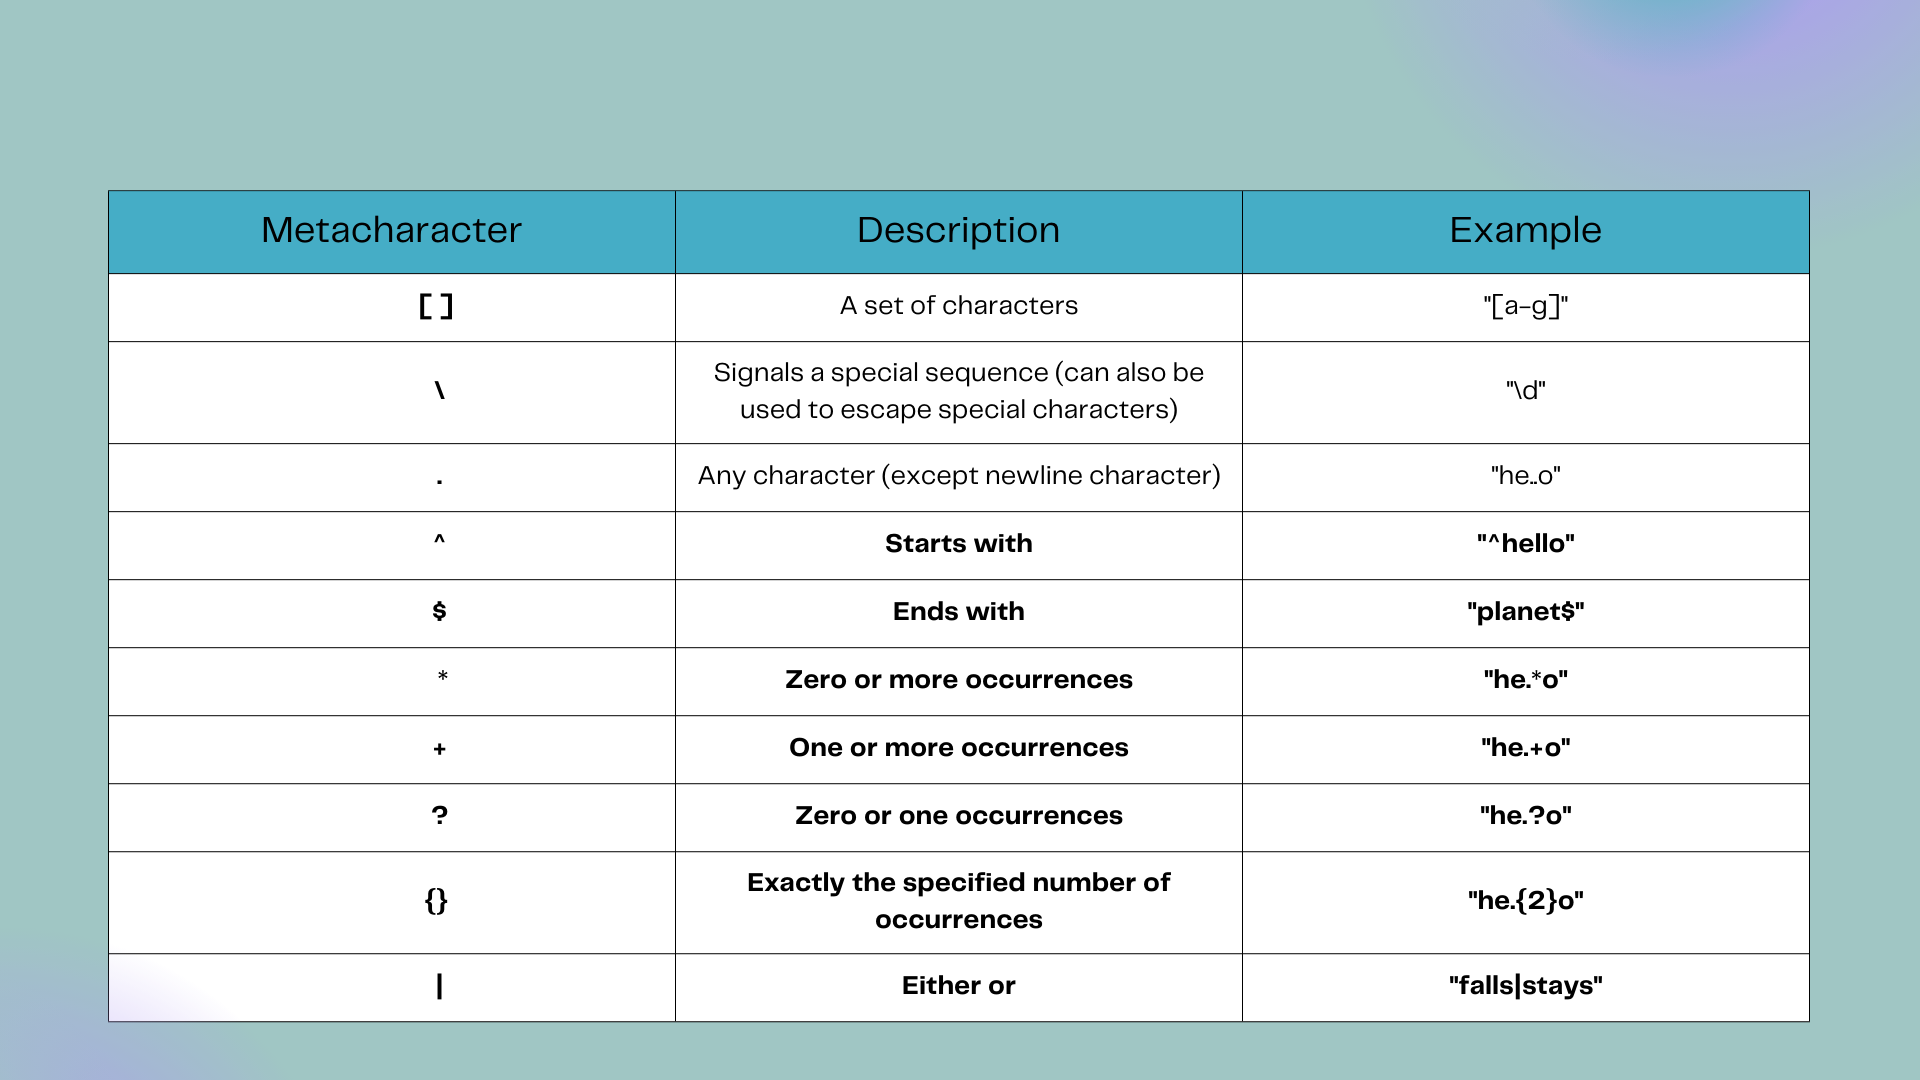 Metacharacter Description Example
[ ] A set of characters "[a-g]"
\ Signals a special sequence (can also be
used to escape special characters) "\d"
. Any character (except newline character) "he..o"
^ Starts with "^hello"
$ Ends with "planet$"
* Zero or more occurrences "he.*o"
+ One or more occurrences "he.+o"
? Zero or one occurrences "he.?o"
{} Exactly the specified number of
occurrences "he.{2}o"
| Either or "falls|stays"